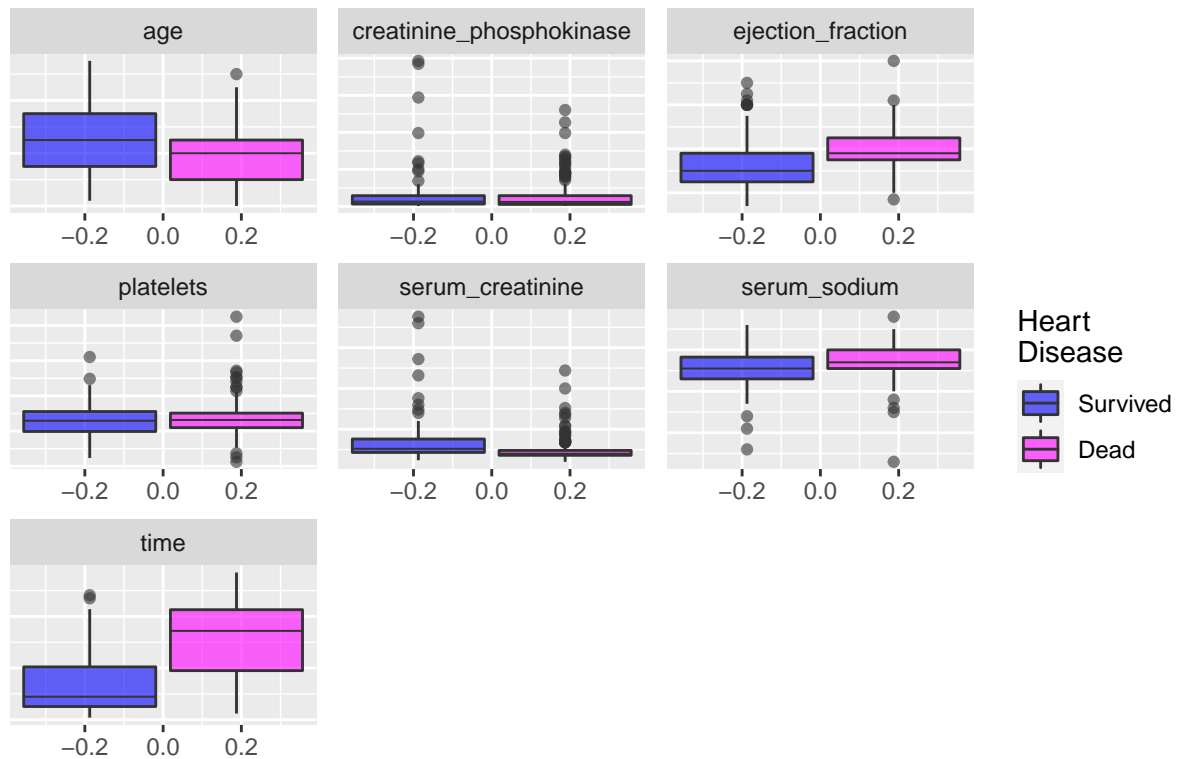 age
creatinine_phosphokinase
ejection_fraction
−0.2 0.0 0.2
−0.2 0.0 0.2
−0.2 0.0 0.2
platelets
serum_creatinine
serum_sodium
−0.2 0.0 0.2
−0.2 0.0 0.2
−0.2 0.0 0.2
time
−0.2 0.0 0.2
Heart
Disease
Survived
Dead